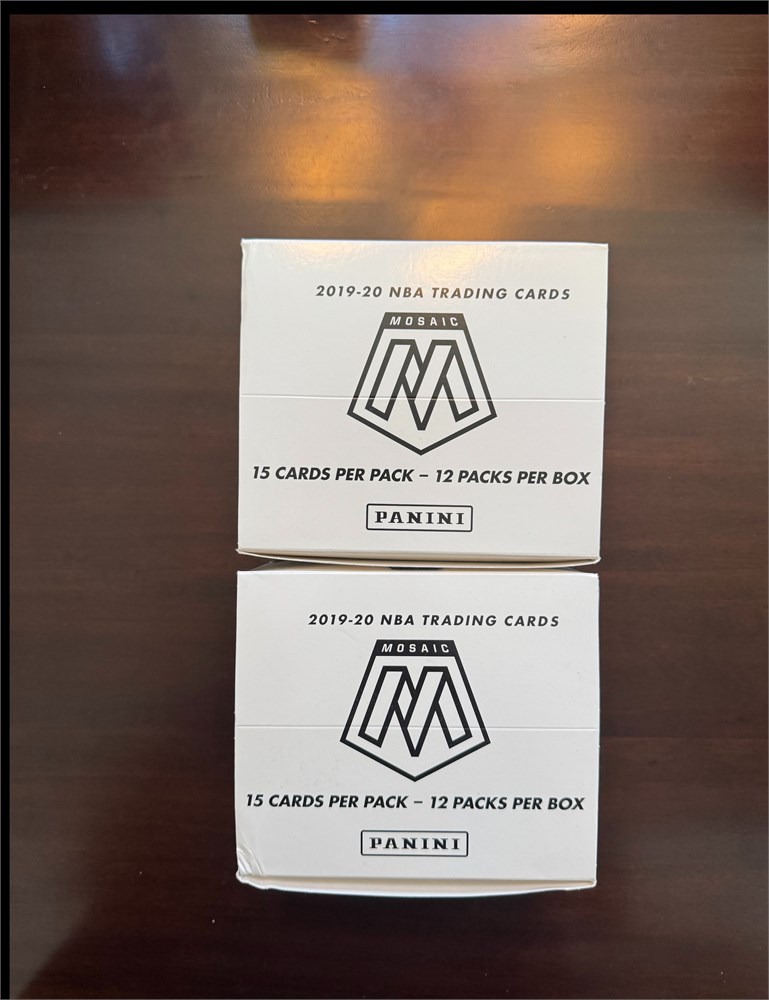 2019-20 NBA TRADING CARDS
MOSAIC
M
15 CARDS PER PACK – 12 PACKS PER BOX
PANINI
2019-20 NBA TRADING CARDS
MOSAIC
M
15 CARDS PER PACK – 12 PACKS PER BOX
PANINI